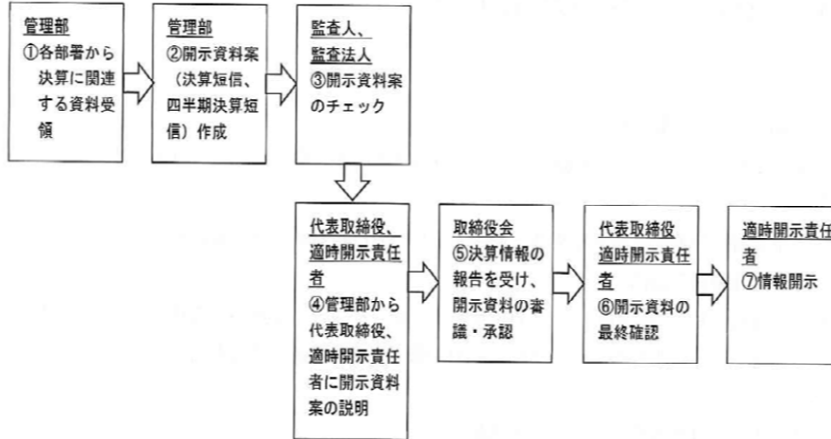 管理部
①各部署から
決算に関連
する資料受
領
管理部
②開示資料案
（決算短信、
四半期決算短
信）作成
監査人、
監査法人
③開示資料案
のチェック
代表取締役、
適時開示責任
者
④管理部から
代表取締役、
適時開示責任
者に開示資料
案の説明
取締役会
⑤決算情報の
報告を受け、
開示資料の審
議・承認
代表取締役
適時開示責任
者
⑥開示資料の
最終確認
適時開示責任
者
⑦情報開示